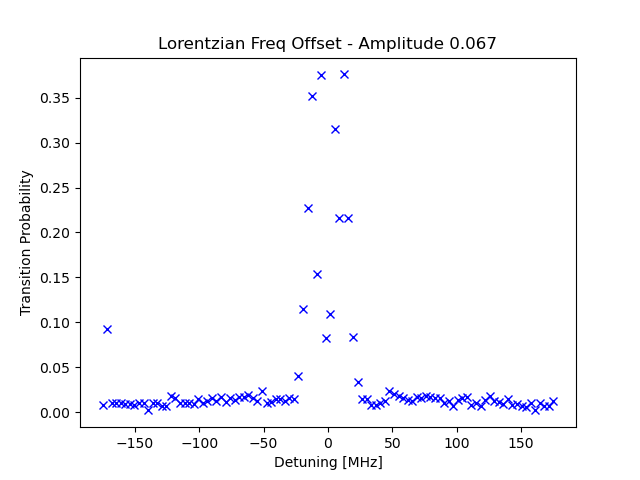 Lorentzian Freq Offset - Amplitude 0.067
Transition Probability
0.35
0.30
0.25
0.20
0.15
0.10
0.05
0.00
−150 −100 −50 0 50 100 150
Detuning [MHz]